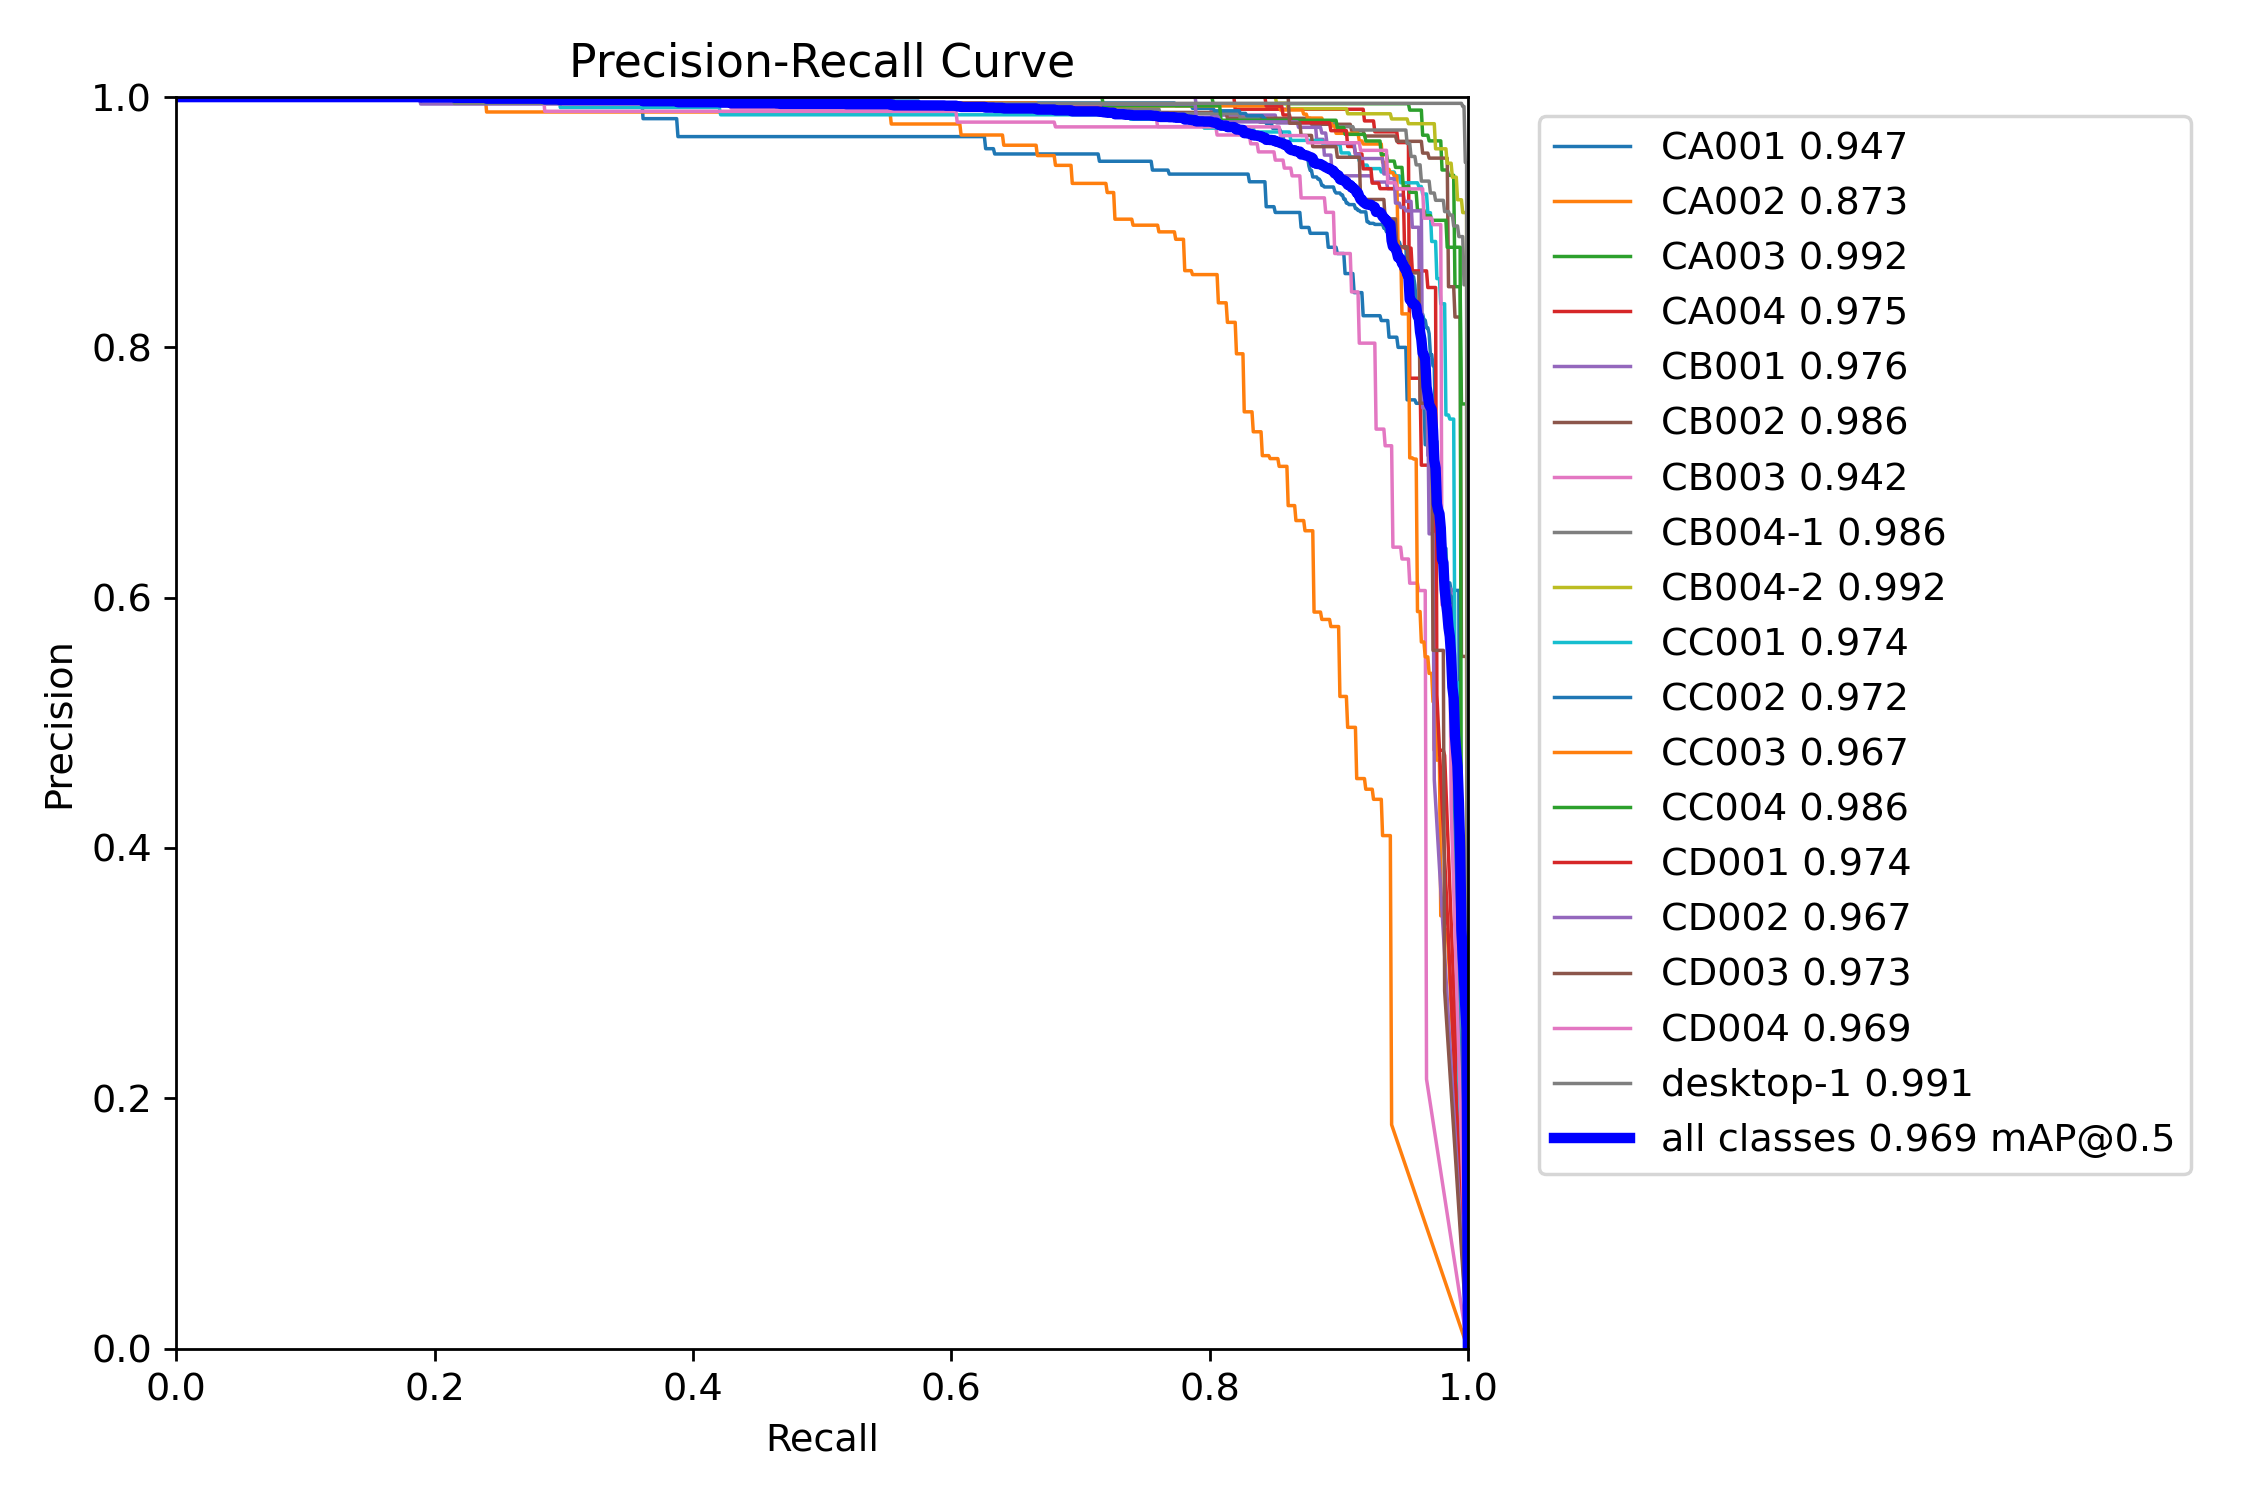 Precision-Recall Curve
1.0
0.8
0.6
0.4
0.2
0.0
Precision
0.0 0.2 0.4 0.6 0.8 1.0
Recall
CA001 0.947
CA002 0.873
CA003 0.992
CA004 0.975
CB001 0.976
CB002 0.986
CB003 0.942
CB004-1 0.986
CB004-2 0.992
CC001 0.974
CC002 0.972
CC003 0.967
CC004 0.986
CD001 0.974
CD002 0.967
CD003 0.973
CD004 0.969
desktop-1 0.991
all classes 0.969 mAP@0.5